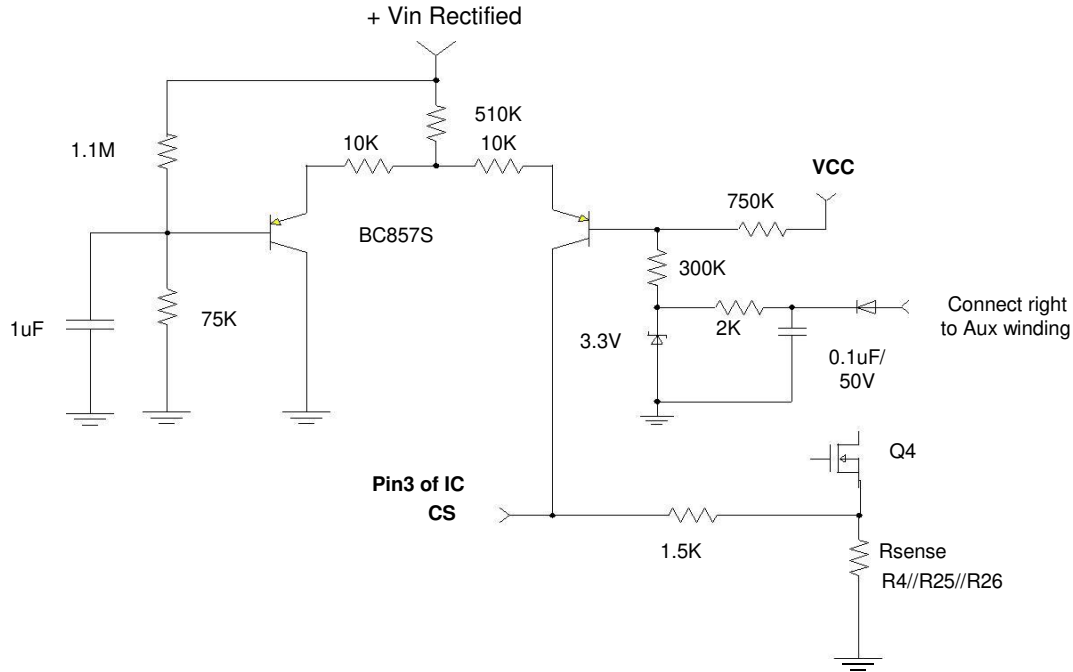 + Vin Rectified
510K
10K
10K
1.1M
VCC
750K
BC857S
300K
1uF
75K
3.3V
2K
Connect right
to Aux winding
0.1uF/
50V
Q4
Pin3 of IC
CS
1.5K
Rsense
R4//R25//R26